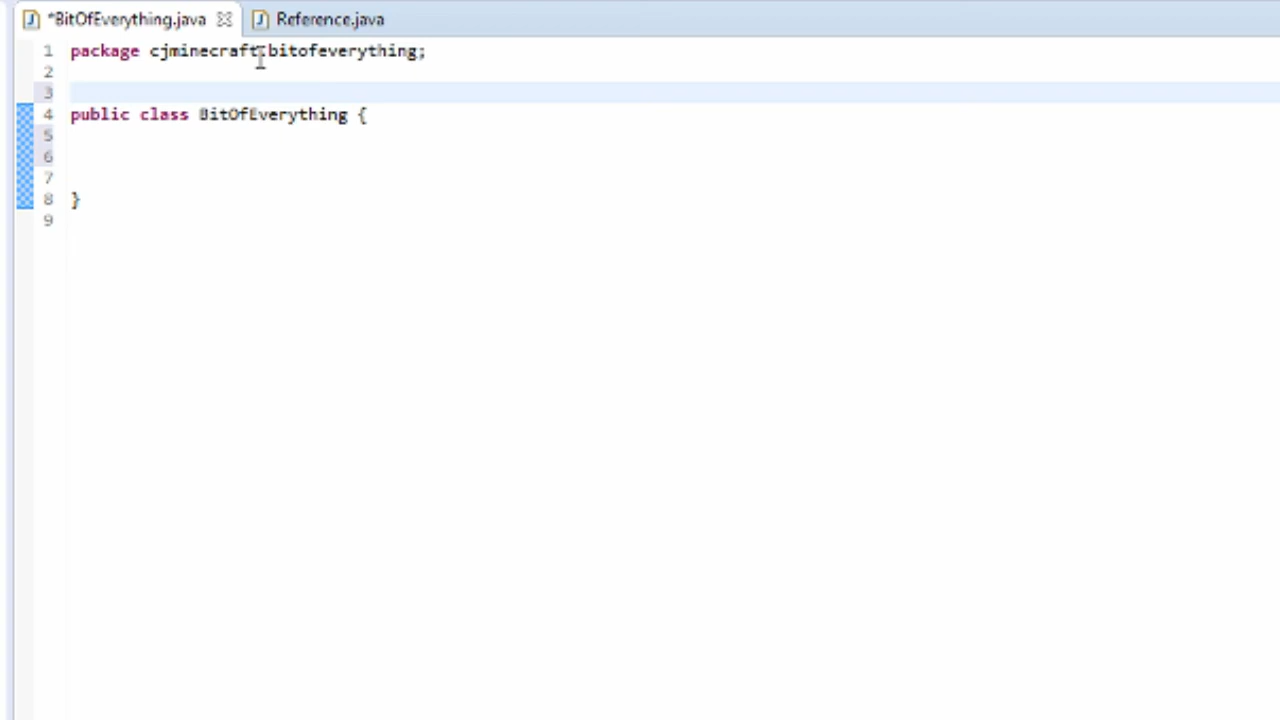 *BitOfEverything.java Reference.java
1 package cjminecraft.bitofeverything;
2
3
4 public class BitOfEverything {
5
6
7
8 }
9